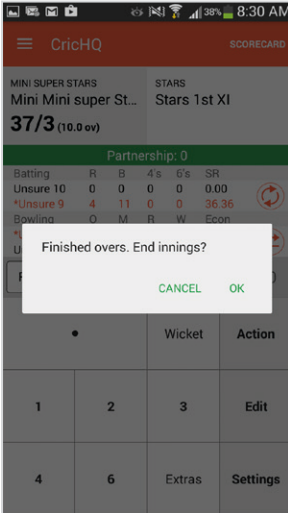 38% 8:30 AM
CricHQ SCORECARD
MINI SUPER STARS STARS
Mini Mini super St... Stars 1st XI
37/3 (10.0 ov)
Partnership: 0
Batting R B 4's 6's SR
Unsure 10 0 0 0 0 0.00
*Unsure 9 4 11 0 0 36.36
Bowling O M R W Econ
Finished overs. End innings?
CANCEL OK
• Wicket Action
1 2 3 Edit
4 6 Extras Settings